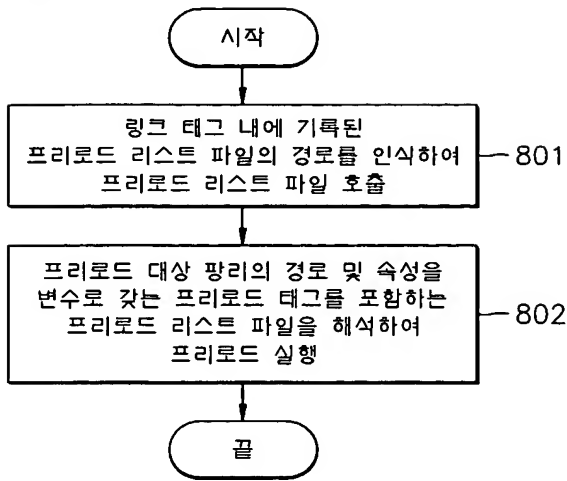 시작
링크 태그 내에 기록된
프리로드 리스트 파일의 경로를 인식하여
프리로드 리스트 파일 호출
801
프리로드 대상 팡리의 경로 및 속성을
변수로 갖는 프리로드 태그를 포함하는
프리로드 리스트 파일을 해석하여
프리로드 실행
802
끝